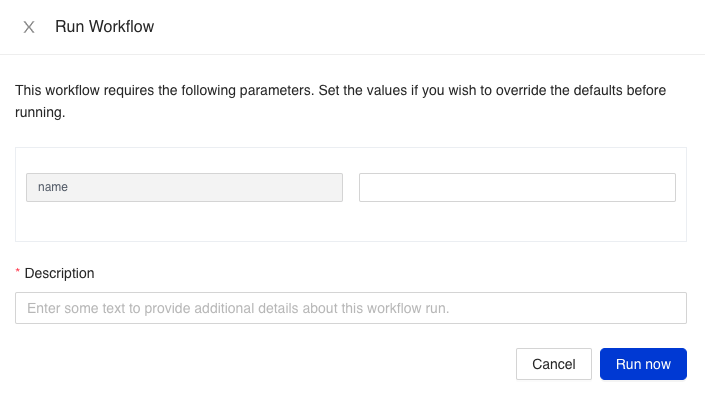 X Run Workflow
This workflow requires the following parameters. Set the values if you wish to override the defaults before
running.
name
* Description
Enter some text to provide additional details about this workflow run.
Cancel Run now